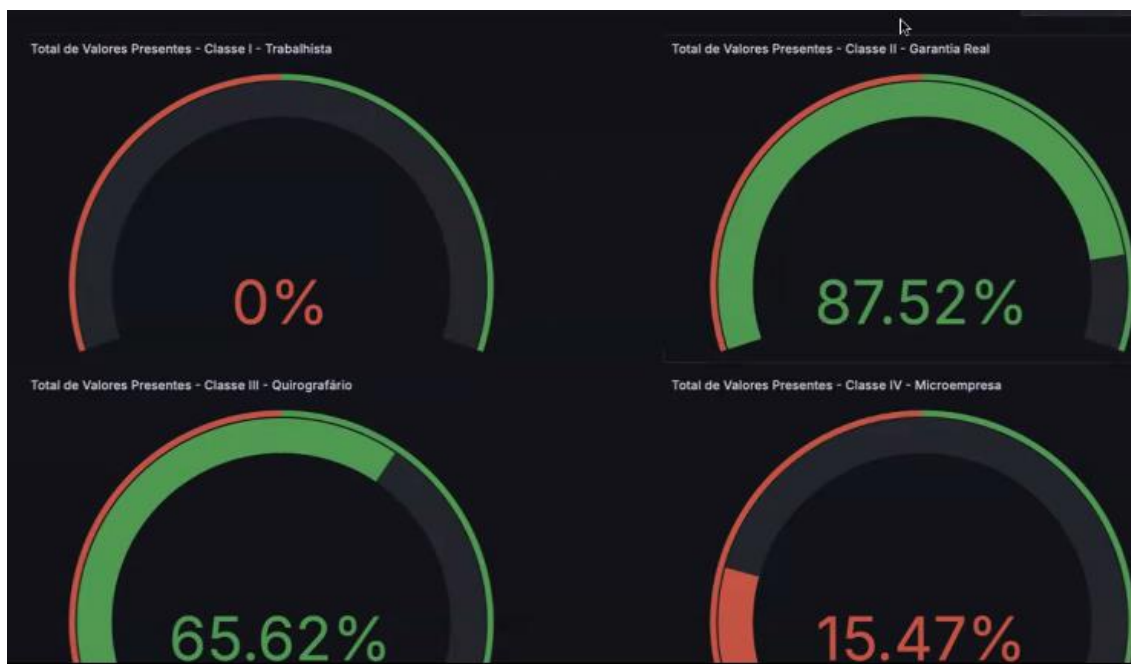 Total de Valores Presentes - Classe I - Trabalhista
Total de Valores Presentes - Classe II - Garantia Real
0%
87.52%
Total de Valores Presentes - Classe III - Quirografário
Total de Valores Presentes - Classe IV - Microempresa
65.62%
15.47%